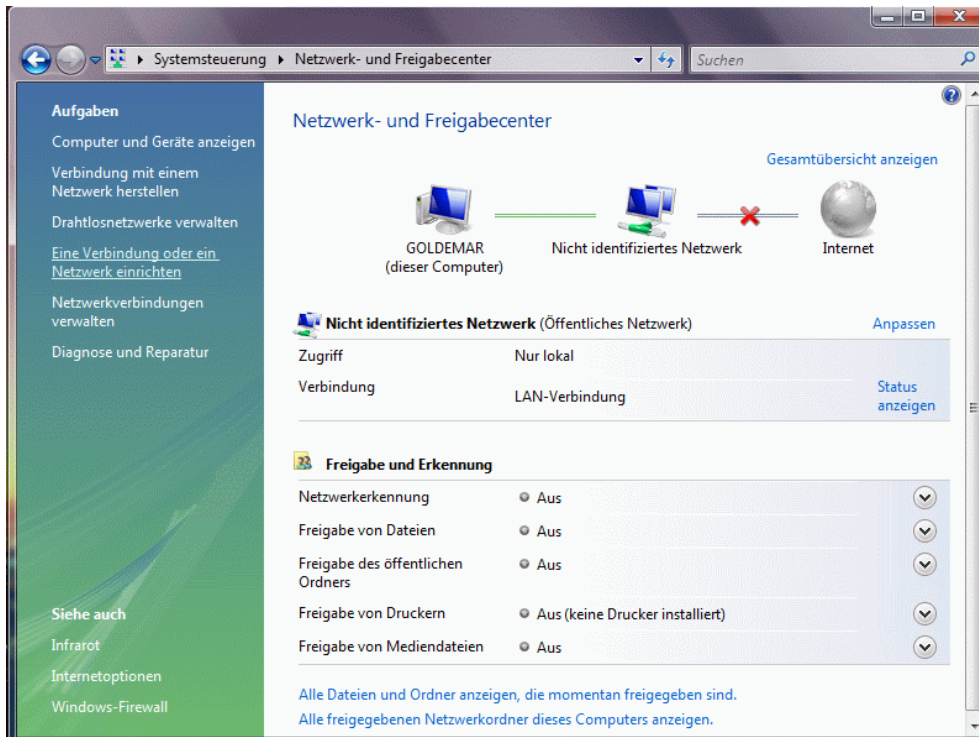 Systemsteuerung
Netzwerk- und Freigabecenter
Suchen
Aufgaben
Computer und Geräte anzeigen
Verbindung mit einem
Netzwerk herstellen
Drahtlosnetzwerke verwalten
Eine Verbindung oder ein
Netzwerk einrichten
Netzwerkverbindungen
verwalten
Diagnose und Reparatur
Siehe auch
Infrarot
Internetoptionen
Windows-Firewall
Netzwerk- und Freigabecenter
Gesamtübersicht anzeigen
GOLDEMAR
(dieser Computer)
Nicht identifiziertes Netzwerk
Internet
Nicht identifiziertes Netzwerk (Öffentliches Netzwerk)
Anpassen
Zugriff
Nur lokal
Verbindung
LAN-Verbindung
Status
anzeigen
Freigabe und Erkennung
Netzwerkerkennung
Aus
Freigabe von Dateien
Aus
Freigabe des öffentlichen
Ordners
Aus
Freigabe von Druckern
Aus (keine Drucker installiert)
Freigabe von Mediendateien
Aus
Alle Dateien und Ordner anzeigen, die momentan freigegeben sind.
Alle freigegebenen Netzwerkordner dieses Computers anzeigen.